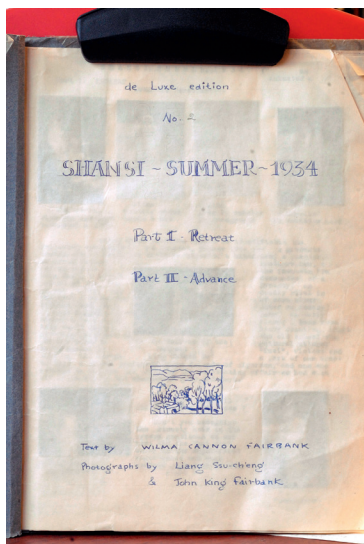 de Luxe edition
No. 2
SHANSI ~ SUMMER ~ 1934
Part I - Retreat
Part II - Advance
Text by WILMA CANNON FAIRBANK
Photographs by Liang Ssu-ch'eng
& John King Fairbank